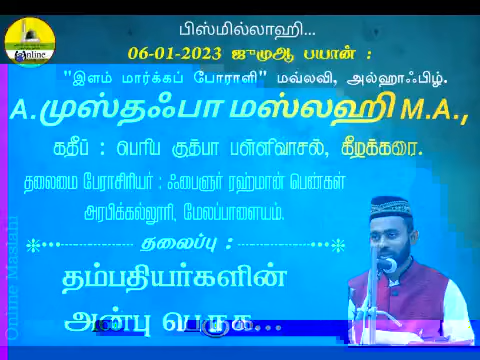 பிஸ்மில்லாஹி...
06-01-2023 ஜுமுஆ பயான் :
"இளம் மார்க்கப் போராளி" மவ்லவி, அல்ஹாஃபிழ்.
A.முஸ்தஃபா மஸ்லஹி M.A.,
கதீப் : பெரிய குத்பா பள்ளிவாசல், கீழக்கரை.
தலைமை பேராசிரியர் : ஃபைளுர் ரஹ்மான் பெண்கள்
அரபிக்கல்லூரி, மேலப்பாளையம்.
தலைப்பு :
தம்பதியர்களின்
அன்பு பெருக...
Online Maslahi
Online